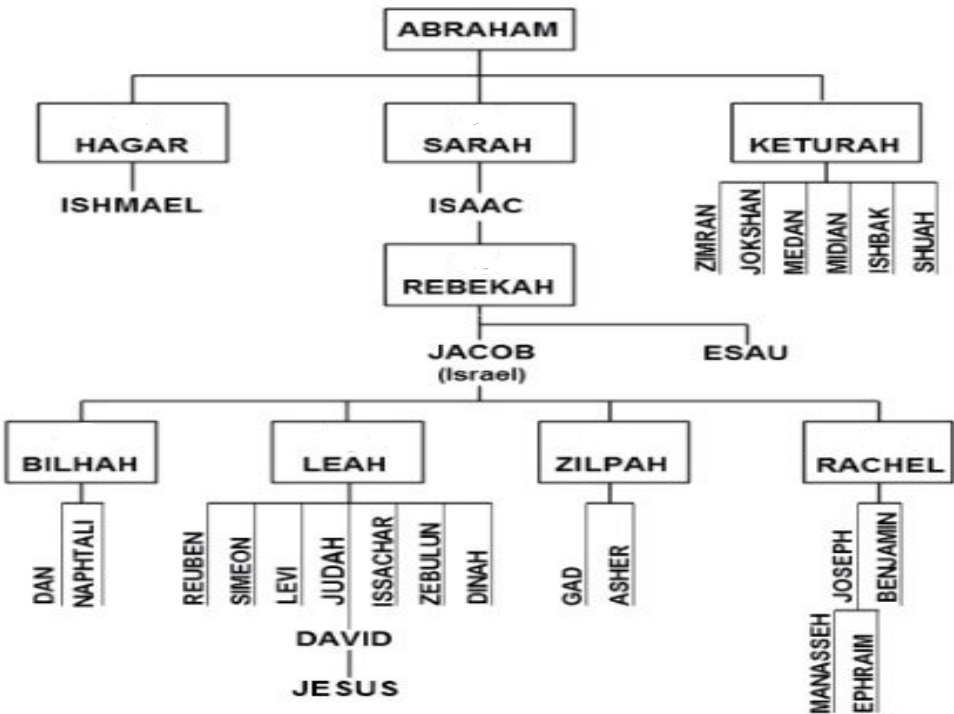 ABRAHAM
HAGAR
SARAH
KETURAH
ISHMAEL
ISAAC
ZIMRAN
JOKSHAN
MEDAN
MIDIAN
ISHBAK
SHUAH
REBEKAH
JACOB
(Israel)
ESAU
BILHAH
LEAH
ZILPAH
RACHEL
DAN
NAPHTALI
REUBEN
SIMEON
LEVI
JUDAH
ISSACHAR
ZEBULUN
DINAH
GAD
ASHER
JOSEPH
BENJAMIN
DAVID
JESUS
MANASSEH
EPHRAIM